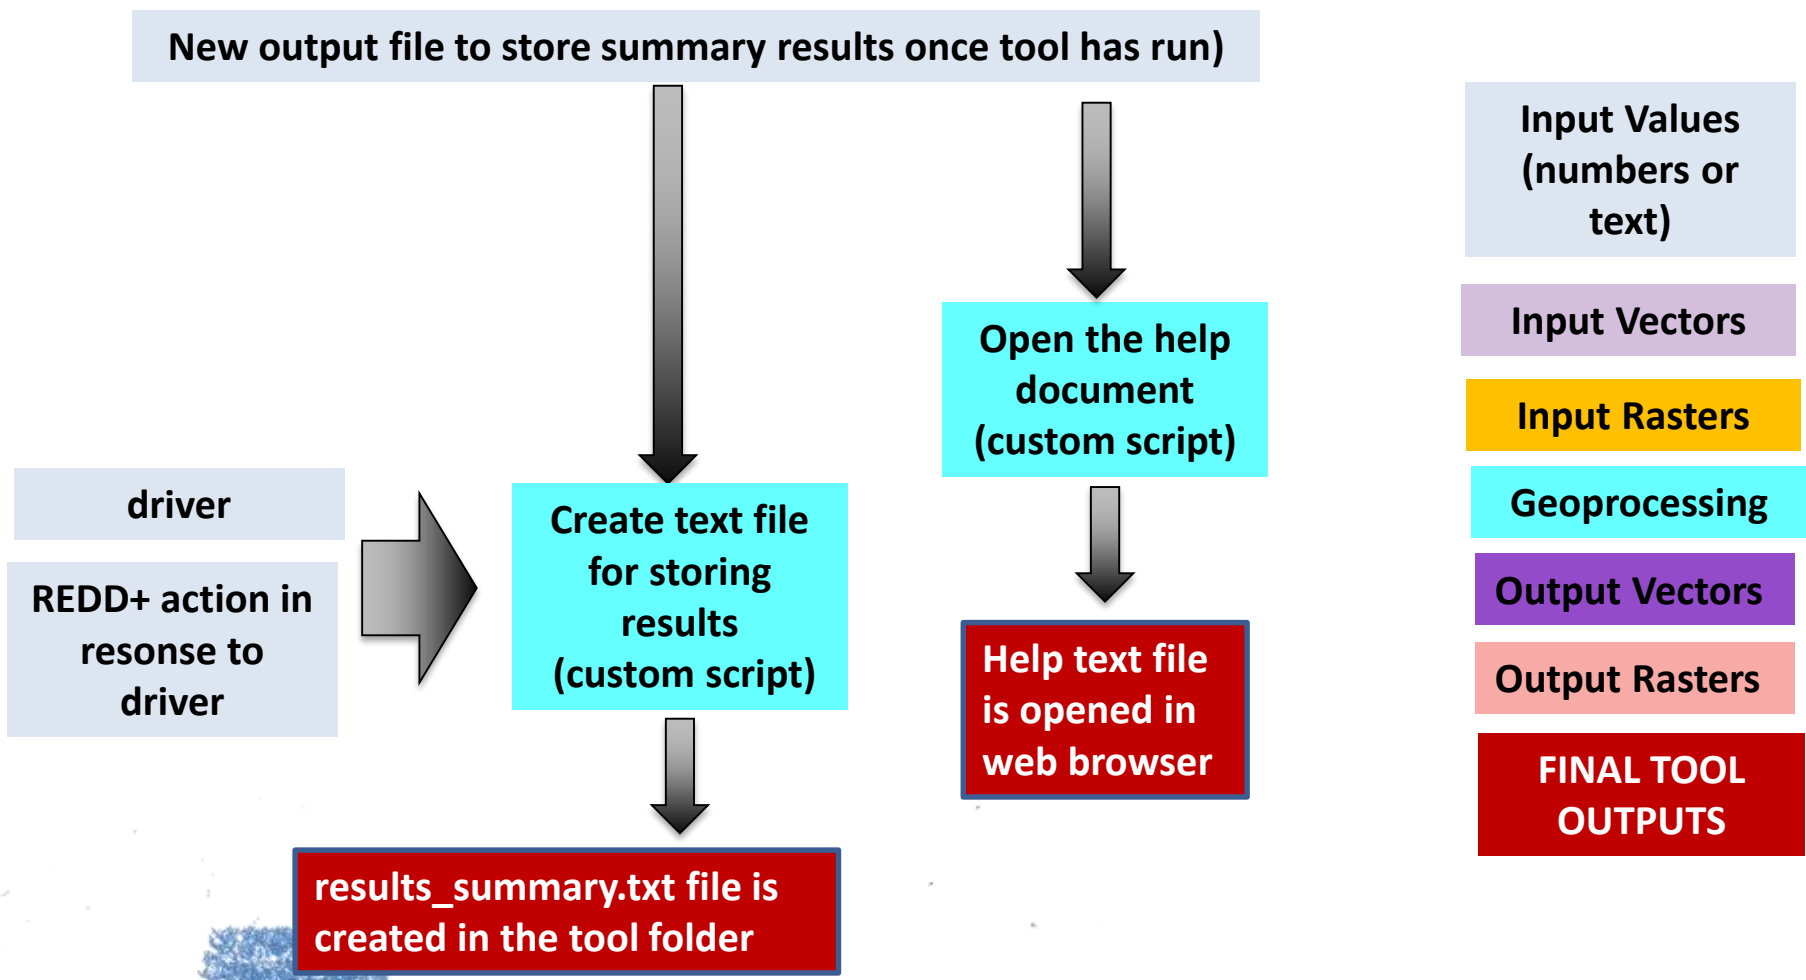 New output file to store summary results once tool has run)
driver
REDD+ action in
resonse to
driver
Create text file
for storing
results
(custom script)
results_summary.txt file is
created in the tool folder
Open the help
document
(custom script)
Help text file
is opened in
web browser
Input Values
(numbers or
text)
Input Vectors
Input Rasters
Geoprocessing
Output Vectors
Output Rasters
FINAL TOOL
OUTPUTS